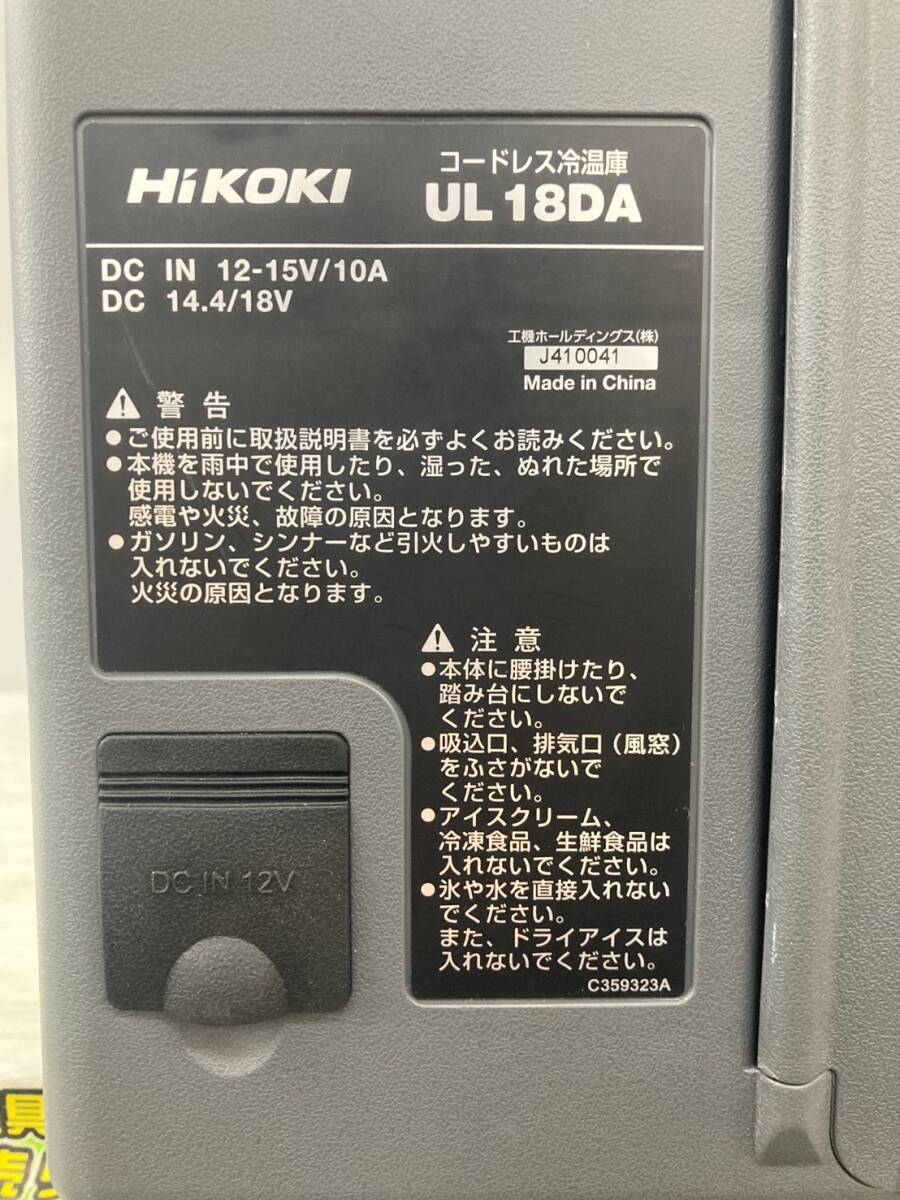 HiKOKI
コードレス冷温庫
UL 18DA
DC IN 12-15V/10A
DC 14.4/18V
工機ホールディングス(株)
J410041
Made in China
警告
●ご使用前に取扱説明書を必ずよくお読みください。
●本機を雨中で使用したり、湿った、ぬれた場所で
使用しないでください。
感電や火災、故障の原因となります。
●ガソリン、シンナーなど引火しやすいものは
入れないでください。
火災の原因となります。
注意
●本体に腰掛けたり、
踏み台にしないで
ください。
●吸込口、排気口(風窓)
をふさがないで
ください。
●アイスクリーム、
冷凍食品、生鮮食品は
入れないでください。
●氷や水を直接入れない
でください。
また、ドライアイスは
入れないでください。
C359323A
DC IN 12V
具